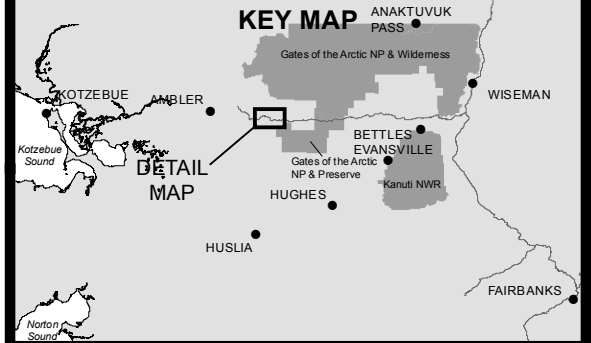 KEY MAP
ANAKTUVUK
PASS
Gates of the Arctic NP & Wilderness
WISEMAN
KOTZEBUE
AMBLER
BETTLES
EVANSVILLE
Kotzebue
Sound
DETAIL
MAP
Gates of the Arctic
NP & Preserve
Kanuti NWR
HUGHES
HUSLIA
FAIRBANKS
Norton
Sound